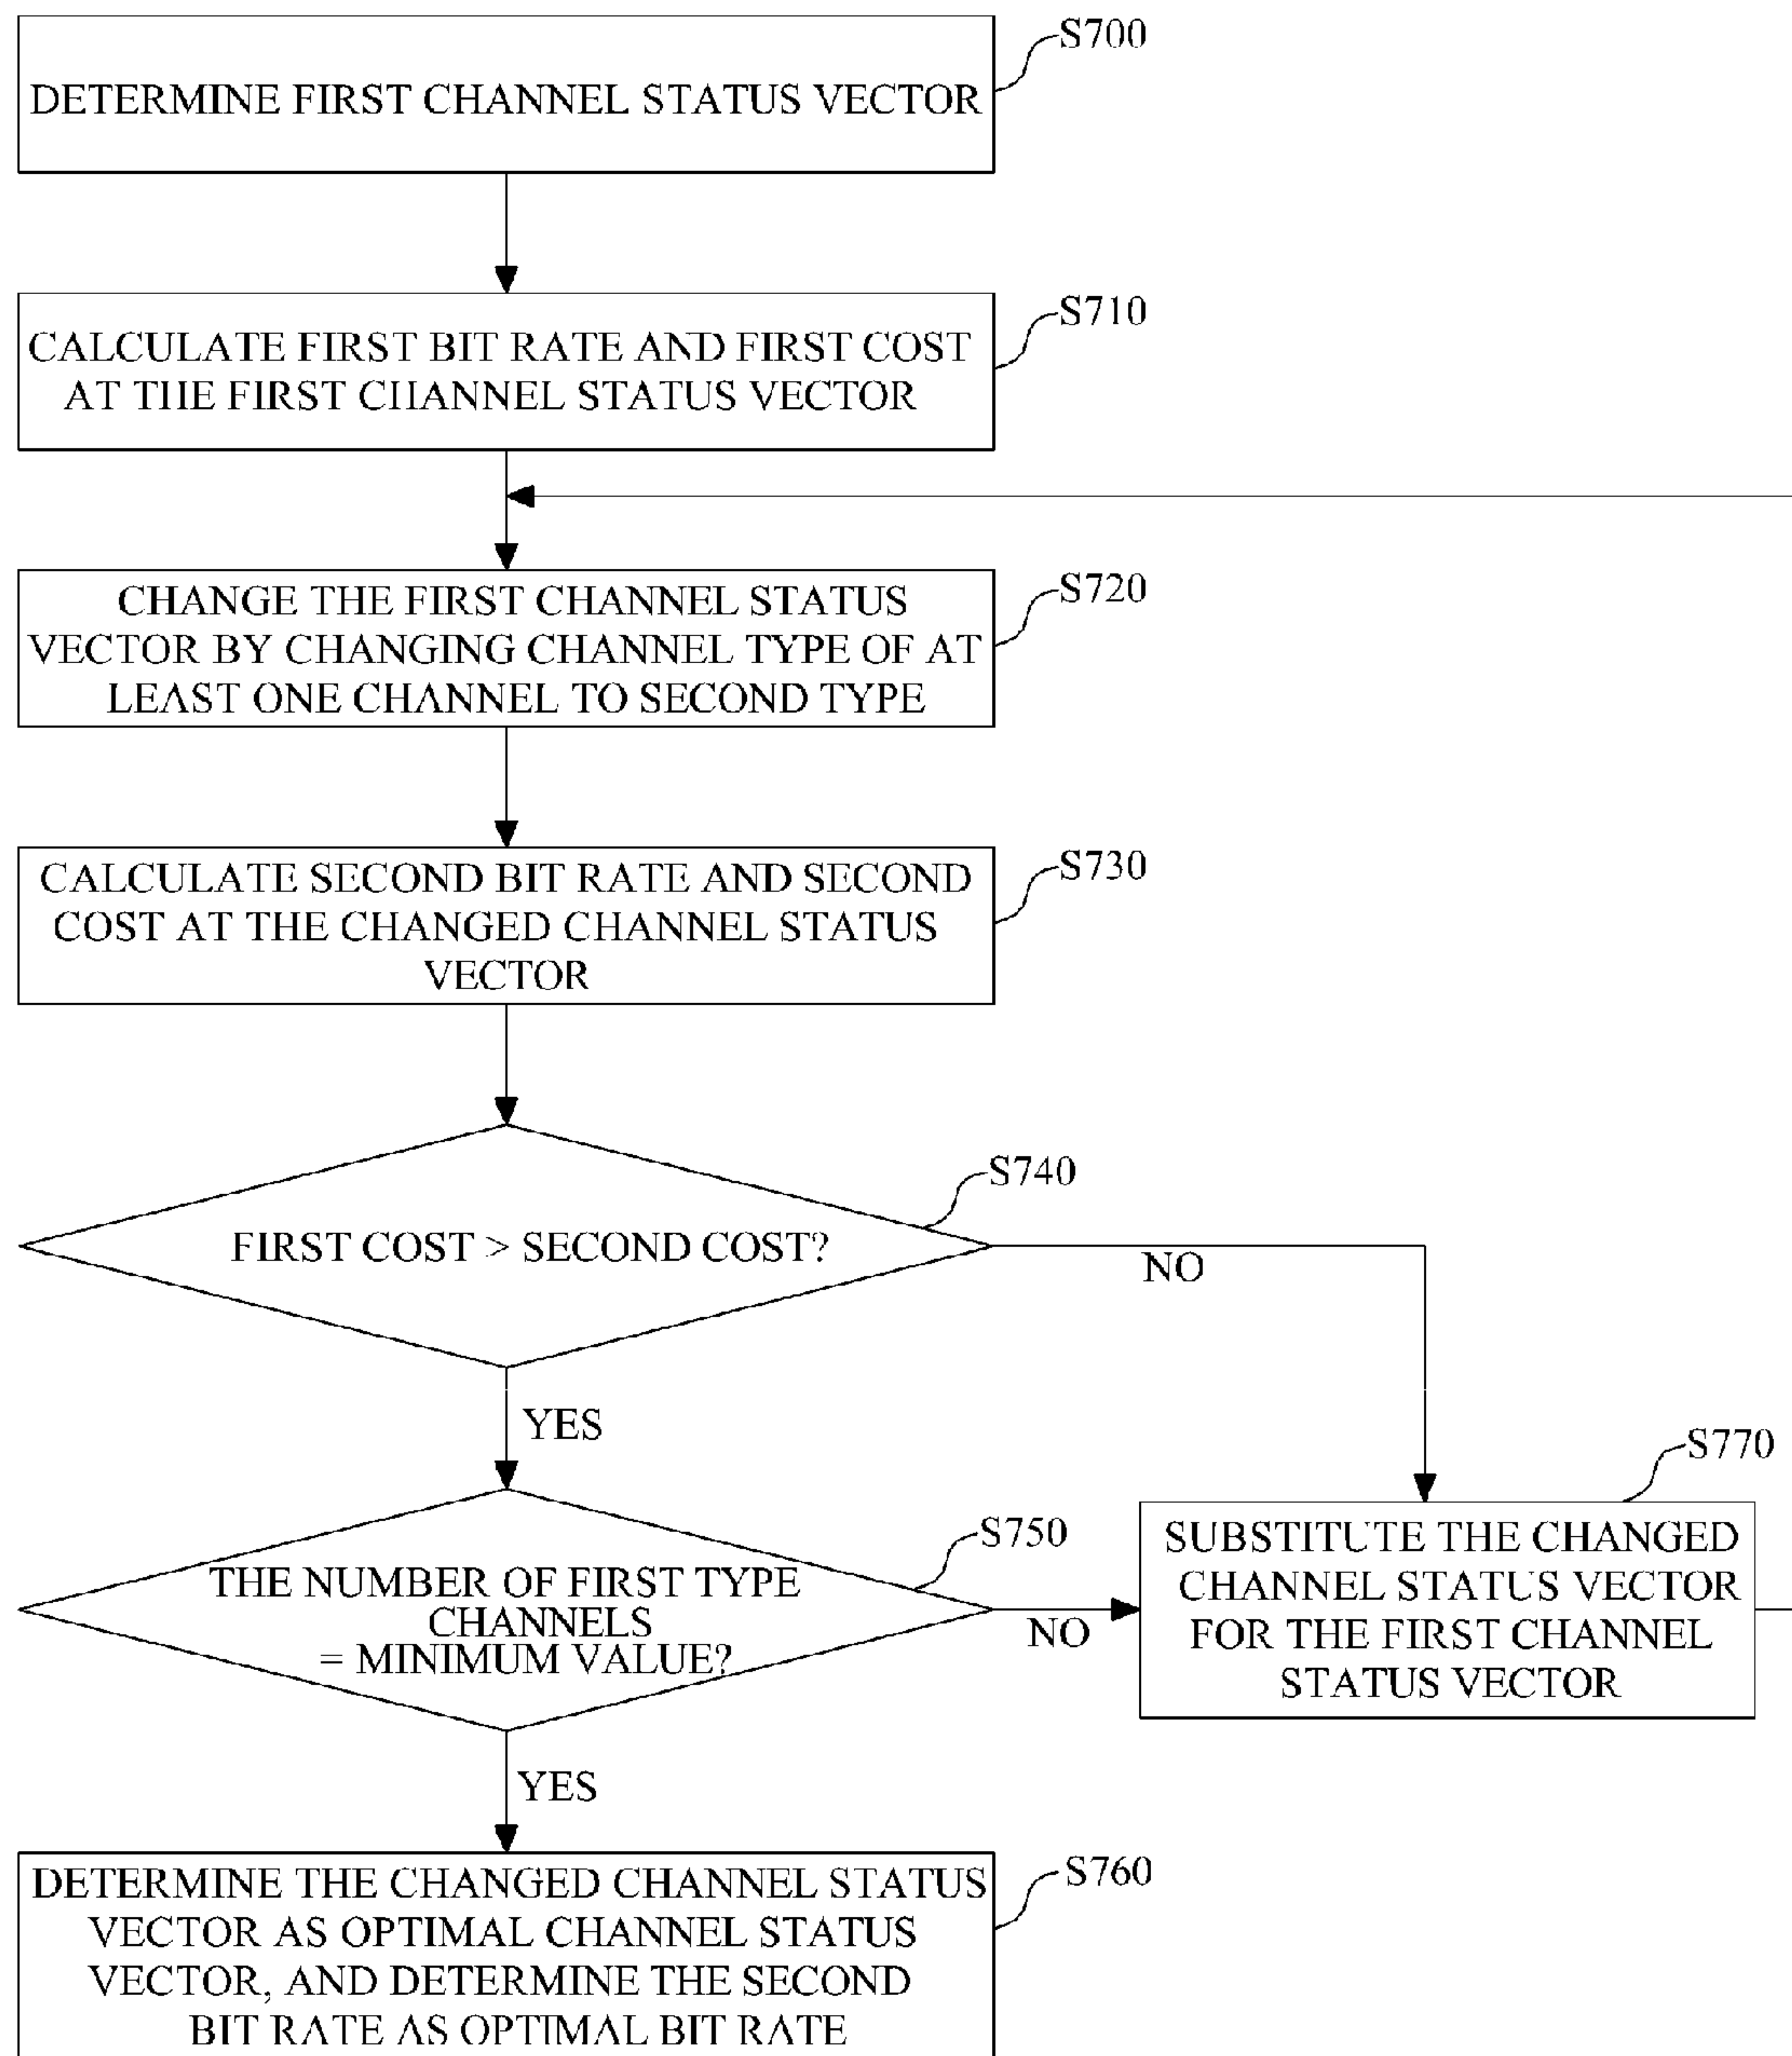 S700
DETERMINE FIRST CHANNEL STATUS VECTOR
S710
CALCULATE FIRST BIT RATE AND FIRST COST
AT THE FIRST CHANNEL STATUS VECTOR
S720
CHANGE THE FIRST CHANNEL STATUS
VECTOR BY CHANGING CHANNEL TYPE OF AT
LEAST ONE CHANNEL TO SECOND TYPE
S730
CALCULATE SECOND BIT RATE AND SECOND
COST AT THE CHANGED CHANNEL STATUS
VECTOR
S740
FIRST COST > SECOND COST?
NO
YES
S750
THE NUMBER OF FIRST TYPE
CHANNELS
= MINIMUM VALUE?
NO
YES
S770
SUBSTITUTE THE CHANGED
CHANNEL STATUS VECTOR
FOR THE FIRST CHANNEL
STATUS VECTOR
S760
DETERMINE THE CHANGED CHANNEL STATUS
VECTOR AS OPTIMAL CHANNEL STATUS
VECTOR, AND DETERMINE THE SECOND
BIT RATE AS OPTIMAL BIT RATE